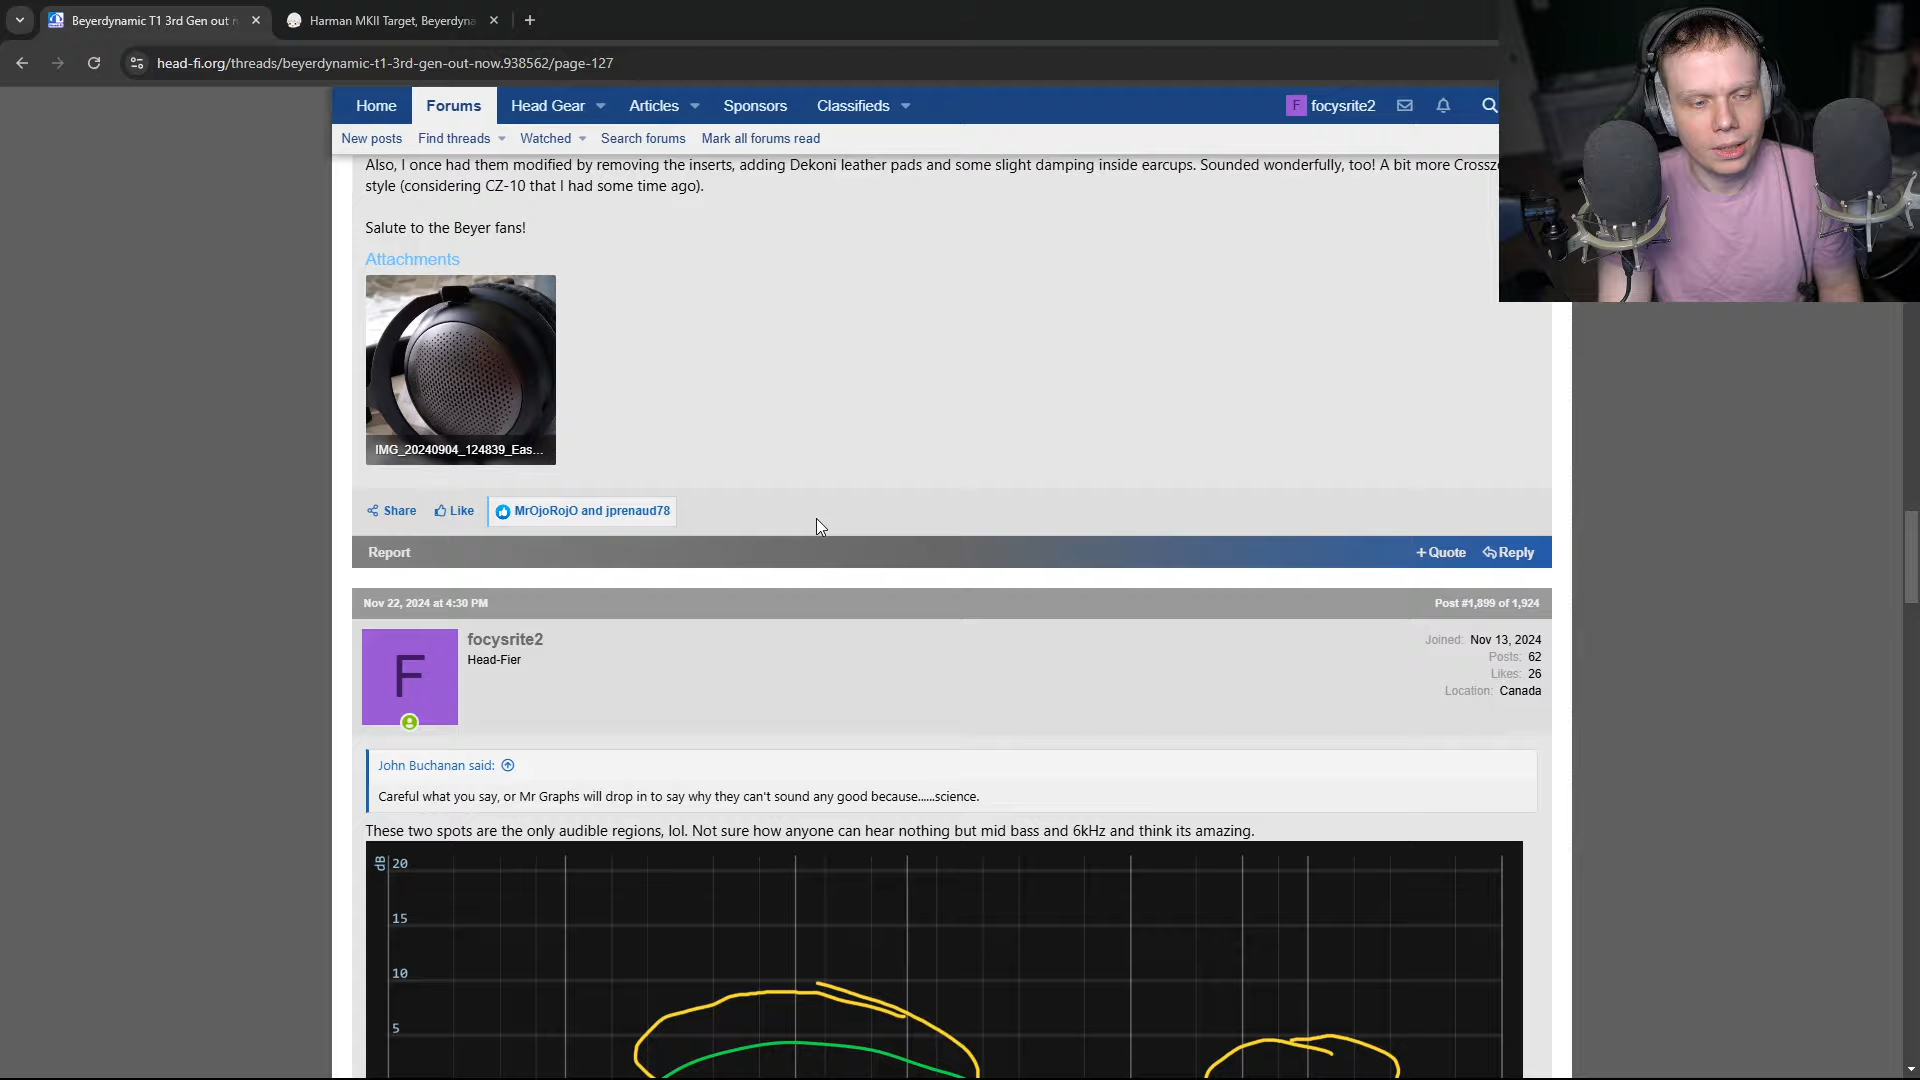 Beyerdynamic T1 3rd Gen out n
Harman MKII Target, Beyerdyna
head-fi.org/threads/beyerdynamic-t1-3rd-gen-out-now.938562/page-127
Home Forums Head Gear Articles Sponsors Classifieds F focysrite2
New posts Find threads Watched Search forums Mark all forums read
Also, I once had them modified by removing the inserts, adding Dekoni leather pads and some slight damping inside earcups. Sounded wonderfully, too! A bit more Crossz
style (considering CZ-10 that I had some time ago).
Salute to the Beyer fans!
Attachments
IMG_20240904_124839_Eas...
Share Like MrOjoRojO and jprenaud78
Report + Quote Reply
Nov 22, 2024 at 4:30 PM Post #1,899 of 1,924
F
focysrite2
Head-Fier
Joined: Nov 13, 2024
Posts: 62
Likes: 26
Location: Canada
John Buchanan said:
Careful what you say, or Mr Graphs will drop in to say why they can't sound any good because......science.
These two spots are the only audible regions, lol. Not sure how anyone can hear nothing but mid bass and 6kHz and think its amazing.
dB
20
15
10
5